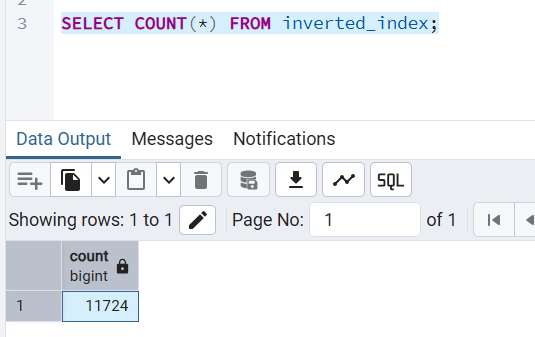 2
3 SELECT COUNT(*) FROM inverted_index;
Data Output Messages Notifications
SQL
Showing rows: 1 to 1 Page No: 1 of 1
count
bigint
1 11724